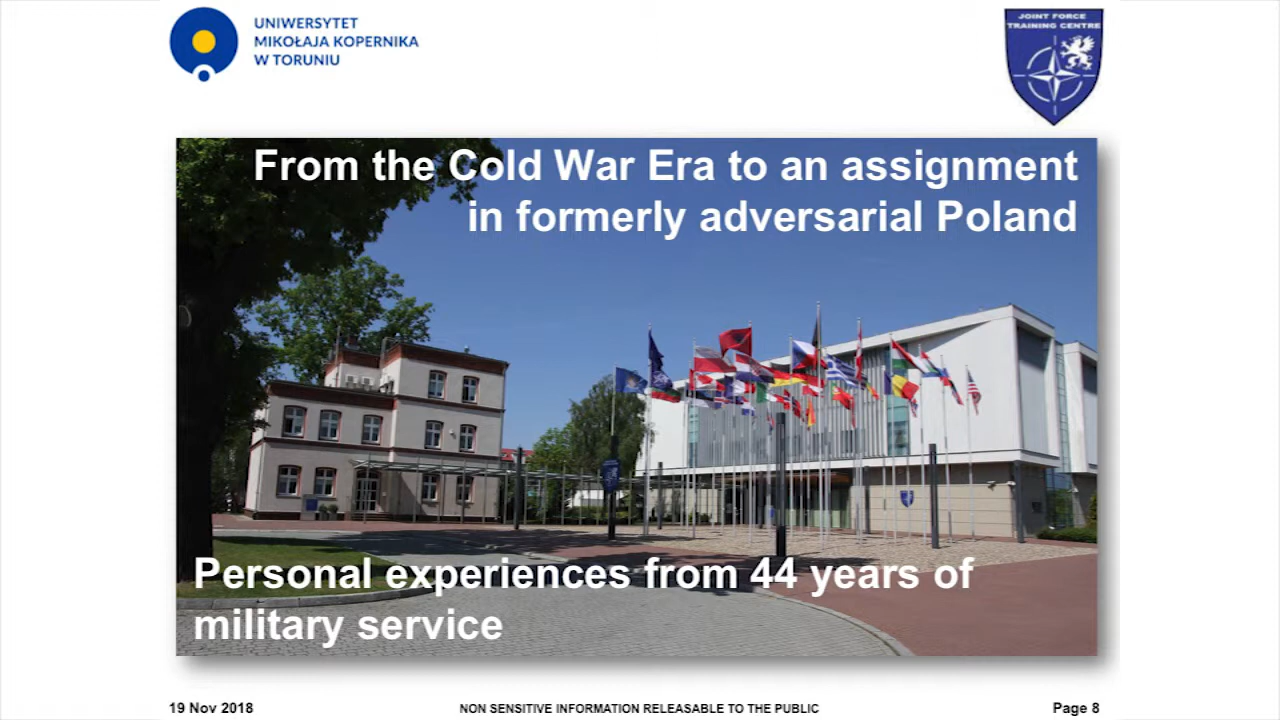 UNIWERSYTET
MIKOŁAJA KOPERNIKA
W TORUNIU
JOINT FORCE
TRAINING CENTRE
From the Cold War Era to an assignment
in formerly adversarial Poland
Personal experiences from 44 years of
military service
19 Nov 2018
NON SENSITIVE INFORMATION RELEASABLE TO THE PUBLIC
Page 8